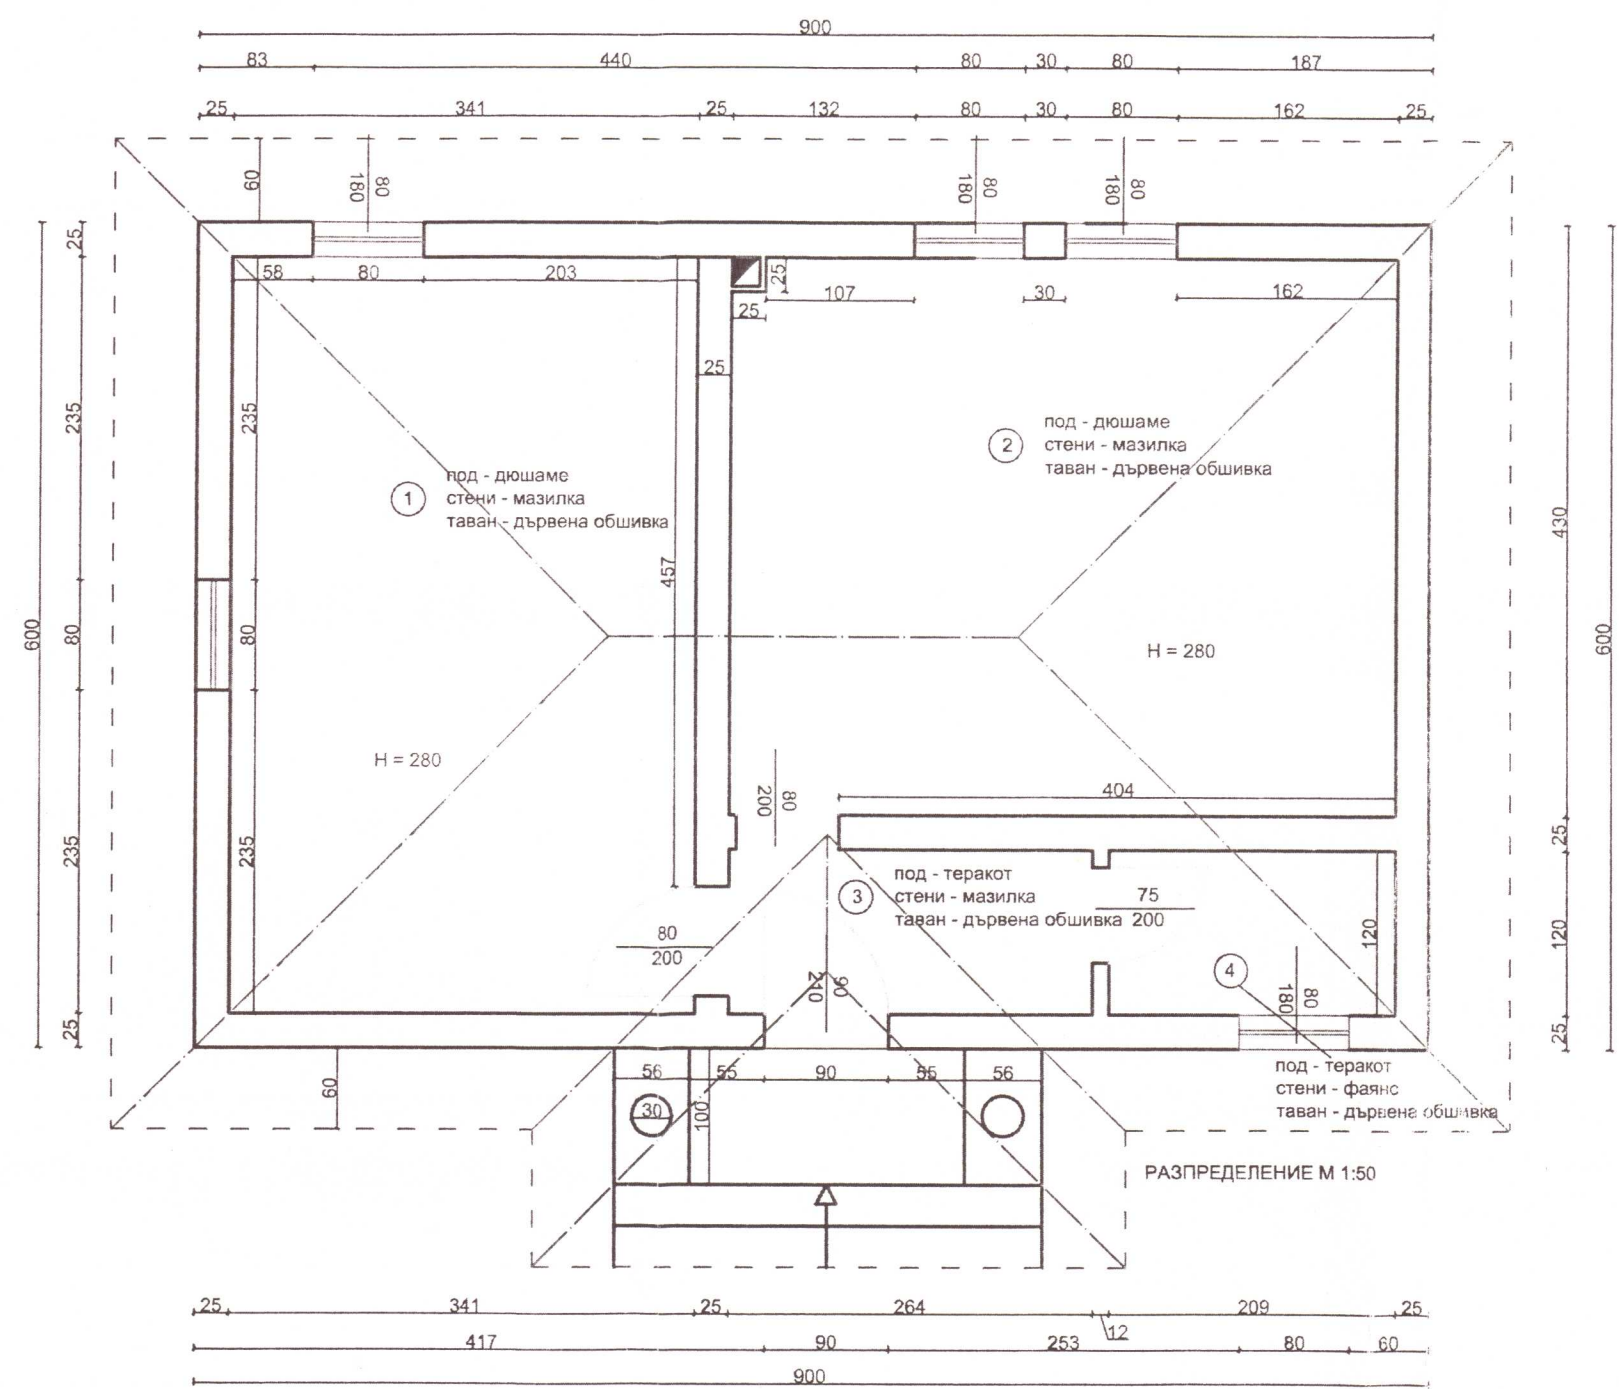 900
83 440 80 30 80 187
25 341 25 132 80 30 80 162 25
60 180 80 180 80 180 80
25 58 80 203 25 107 30 162
25
25
235 235
под - дюшаме
стени - мазилка
таван - дървена обшивка
2
под - дюшаме
стени - мазилка
таван - дървена обшивка
1
430
457
600 80 80 600
H = 280
H = 280
404
200 80
235 235 25
под - теракот
стени - мазилка
таван - дървена обшивка
3
75
200
80
200
120 120
4
210 90
180 80
25 25
под - теракот
стени - фаянс
таван - дървена обшивка
60
56 55 90 55 56
30 100
РАЗПРЕДЕЛЕНИЕ М 1:50
25 341 25 264 12 209 25
417 90 253 80 60
900